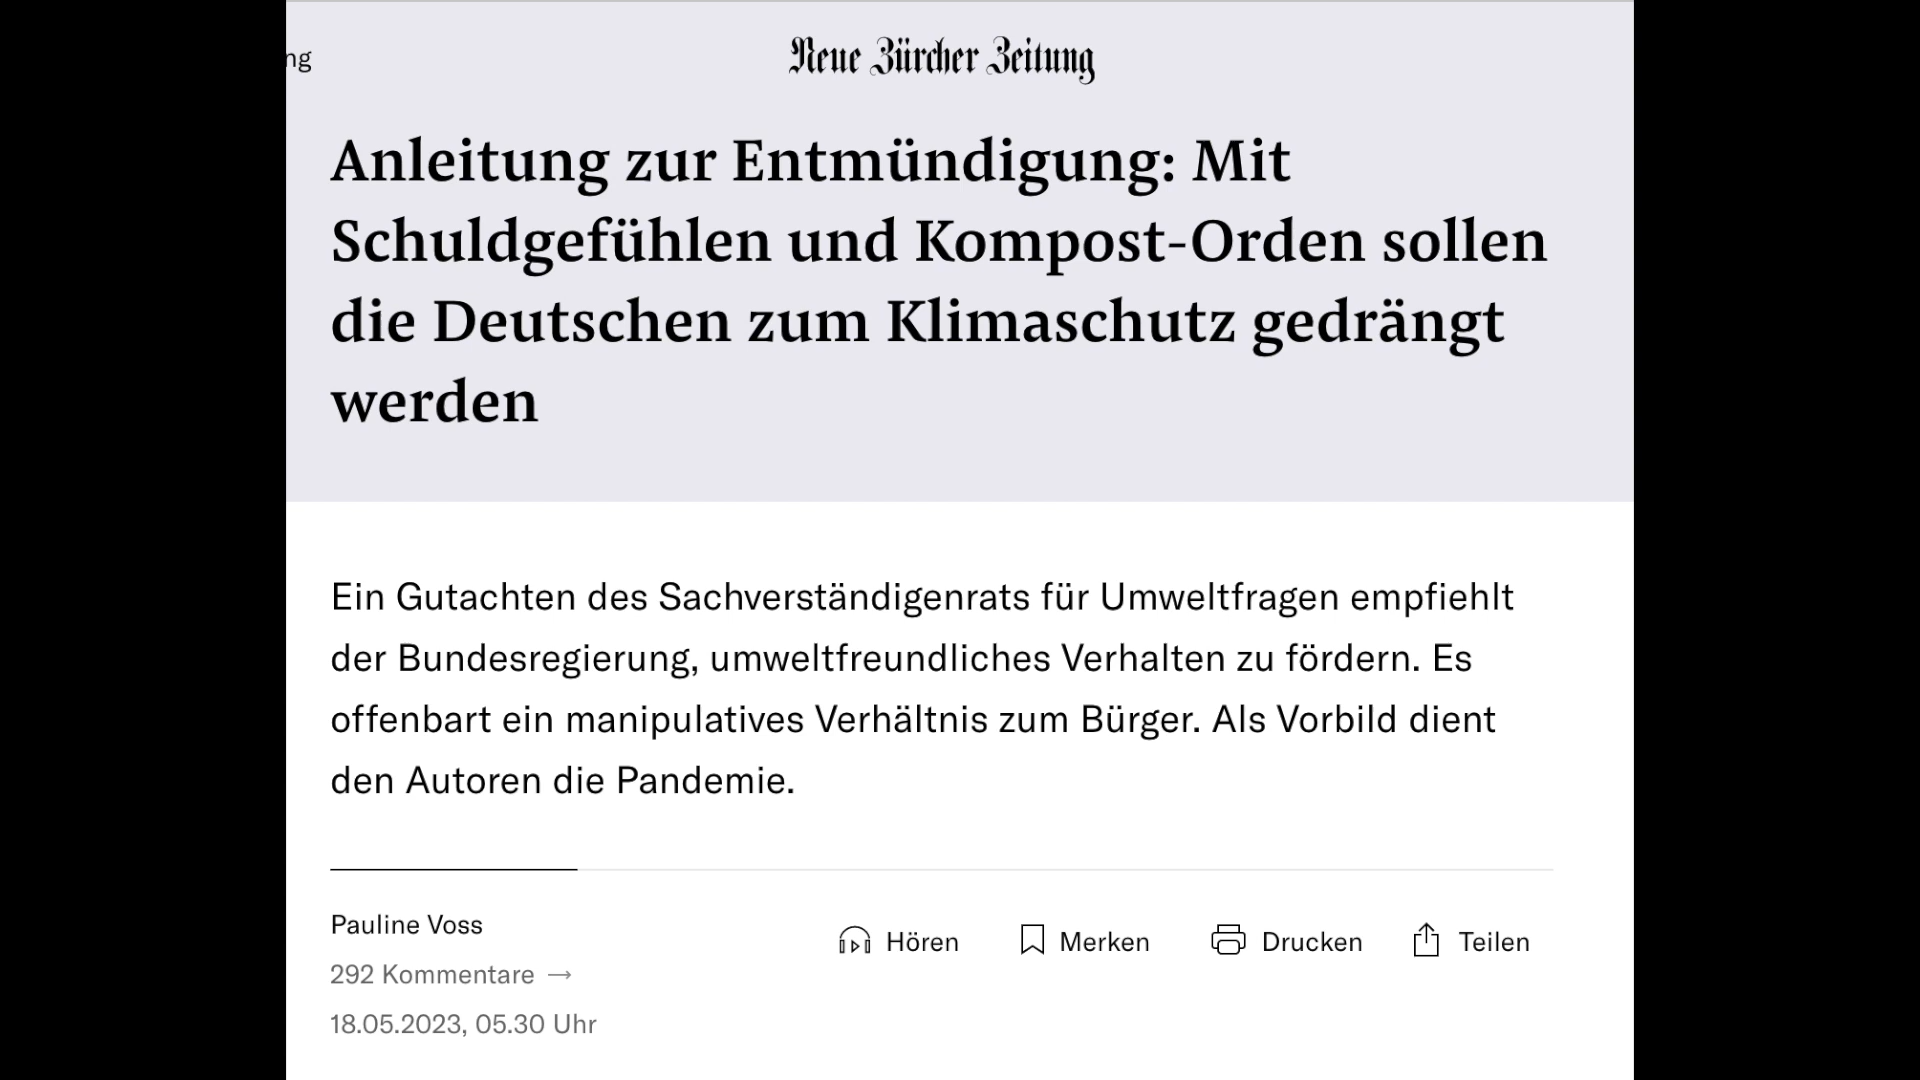 ng
Neue Zürcher Zeitung
Anleitung zur Entmündigung: Mit
Schuldgefühlen und Kompost-Orden sollen
die Deutschen zum Klimaschutz gedrängt
werden
Ein Gutachten des Sachverständigenrats für Umweltfragen empfiehlt
der Bundesregierung, umweltfreundliches Verhalten zu fördern. Es
offenbart ein manipulatives Verhältnis zum Bürger. Als Vorbild dient
den Autoren die Pandemie.
Pauline Voss
Hören Merken Drucken Teilen
292 Kommentare →
18.05.2023, 05.30 Uhr